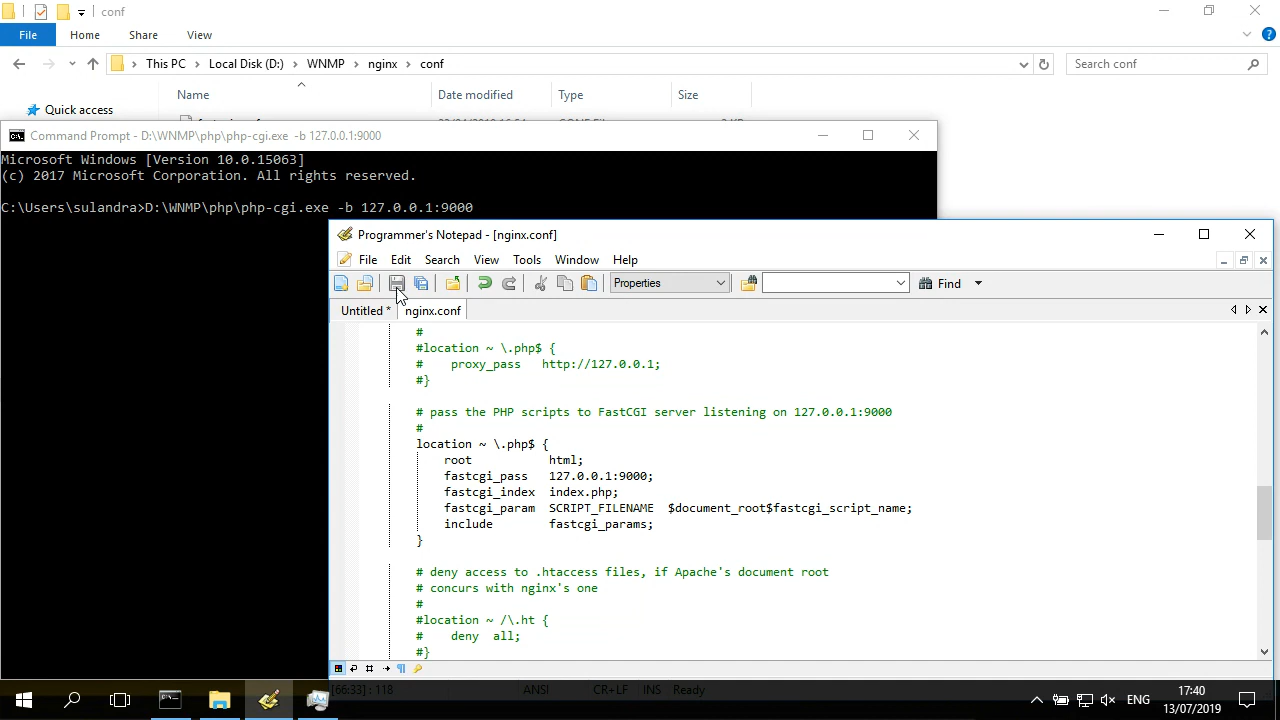 conf
File Home Share View
This PC Local Disk (D:) WNMP nginx conf
Search conf
Name Date modified Type Size
Quick access
Command Prompt - D:\WNMP\php\php-cgi.exe -b 127.0.0.1:9000
Microsoft Windows [Version 10.0.15063]
(c) 2017 Microsoft Corporation. All rights reserved.
C:\Users\sulandra>D:\WNMP\php\php-cgi.exe -b 127.0.0.1:9000
Programmer's Notepad - [nginx.conf]
File Edit Search View Tools Window Help
Properties
Find
Untitled * nginx.conf
#
#location ~ \.php$ {
#    proxy_pass   http://127.0.0.1;
#}
# pass the PHP scripts to FastCGI server listening on 127.0.0.1:9000
#
location ~ \.php$ {
root           html;
fastcgi_pass   127.0.0.1:9000;
fastcgi_index  index.php;
fastcgi_param  SCRIPT_FILENAME  $document_root$fastcgi_script_name;
include        fastcgi_params;
}
# deny access to .htaccess files, if Apache's document root
# concurs with nginx's one
#
#location ~ /\.ht {
#    deny  all;
#}
[66:33] : 118 ANSI CR+LF INS Ready
ENG
17:40
13/07/2019